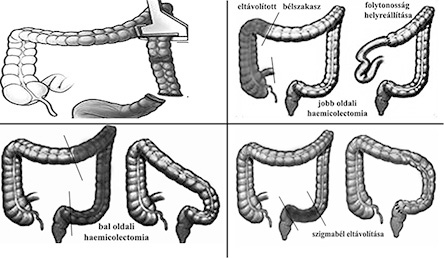 eltávolított bélszakasz
folytonosság
helyreállítása
jobb oldali
haemicolectomia
bal oldali
haemicolectomia
szigmabél eltávolítása